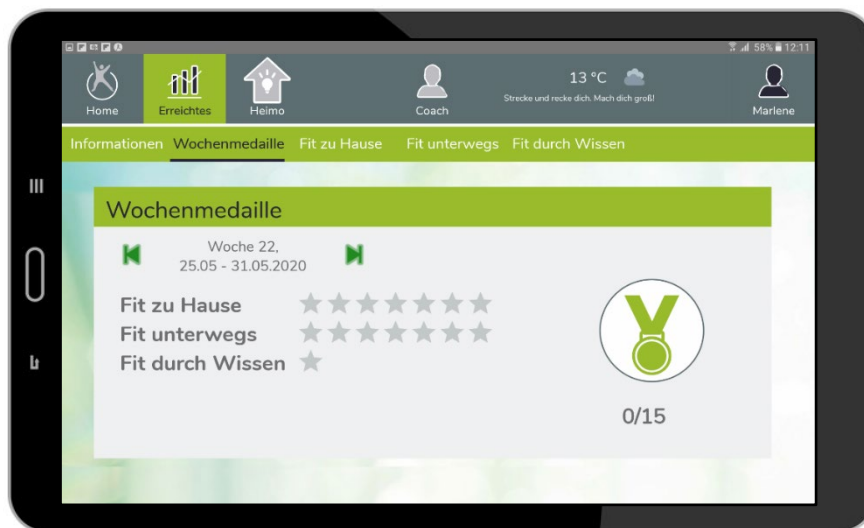 58% 12:11
Home
Erreichtes
Heimo
Coach
13 °C
Strecke und recke dich. Mach dich groß!
Marlene
Informationen Wochenmedaille Fit zu Hause Fit unterwegs Fit durch Wissen
Wochenmedaille
Woche 22,
25.05 - 31.05.2020
Fit zu Hause
Fit unterwegs
Fit durch Wissen
0/15